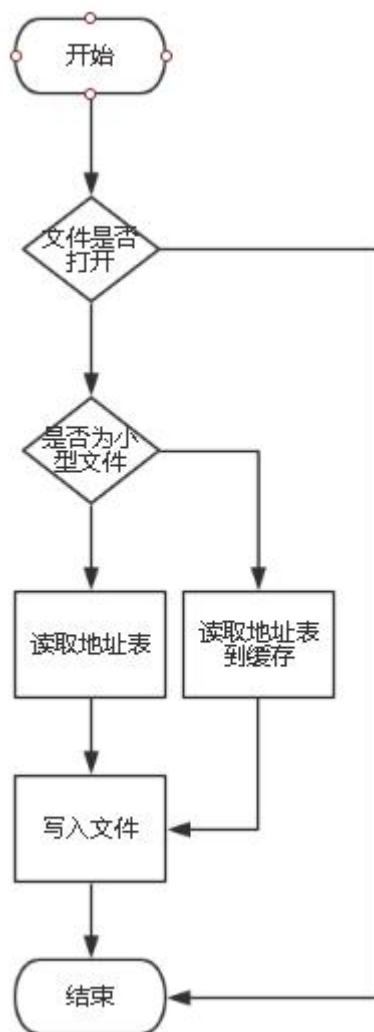 开始
文件是否
打开
是否为小
型文件
读取地址表
读取地址表
到缓存
写入文件
结束